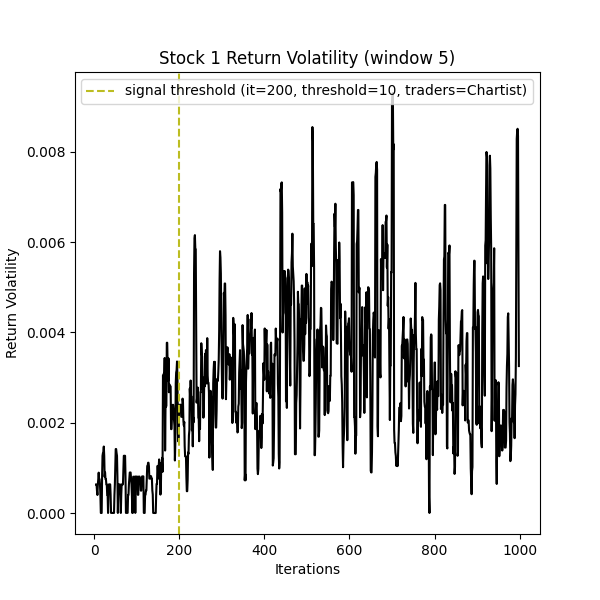 Stock 1 Return Volatility (window 5)
signal threshold (it=200, threshold=10, traders=Chartist)
0.008
0.006
0.004
0.002
0.000
Return Volatility
0
200
400
600
800
1000
Iterations